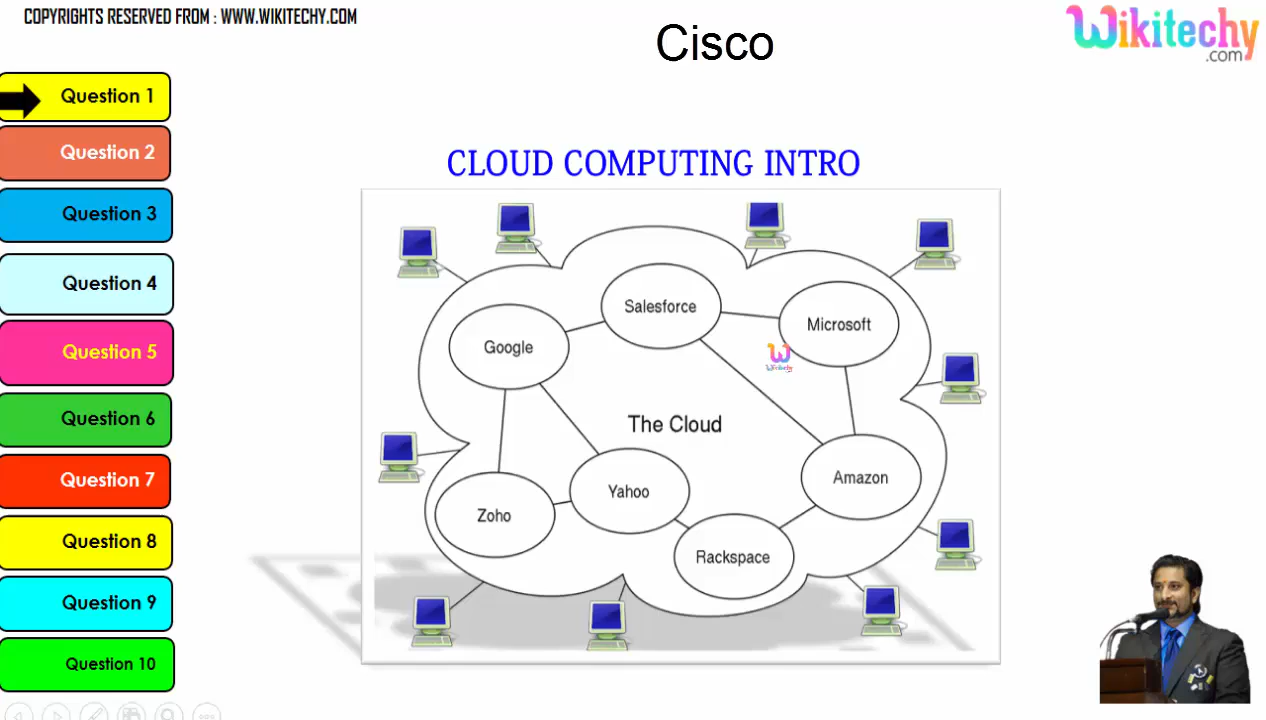 COPYRIGHTS RESERVED FROM : WWW.WIKITECHY.COM
Cisco
Wikitechy
.com
Question 1
Question 2
Question 3
Question 4
Question 5
Question 6
Question 7
Question 8
Question 9
Question 10
CLOUD COMPUTING INTRO
Salesforce
Microsoft
Google
Wikitechy
The Cloud
Amazon
Yahoo
Zoho
Rackspace